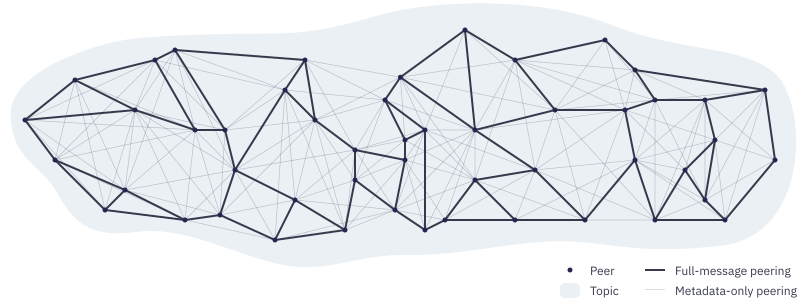 Peer
Full-message peering
Topic
Metadata-only peering